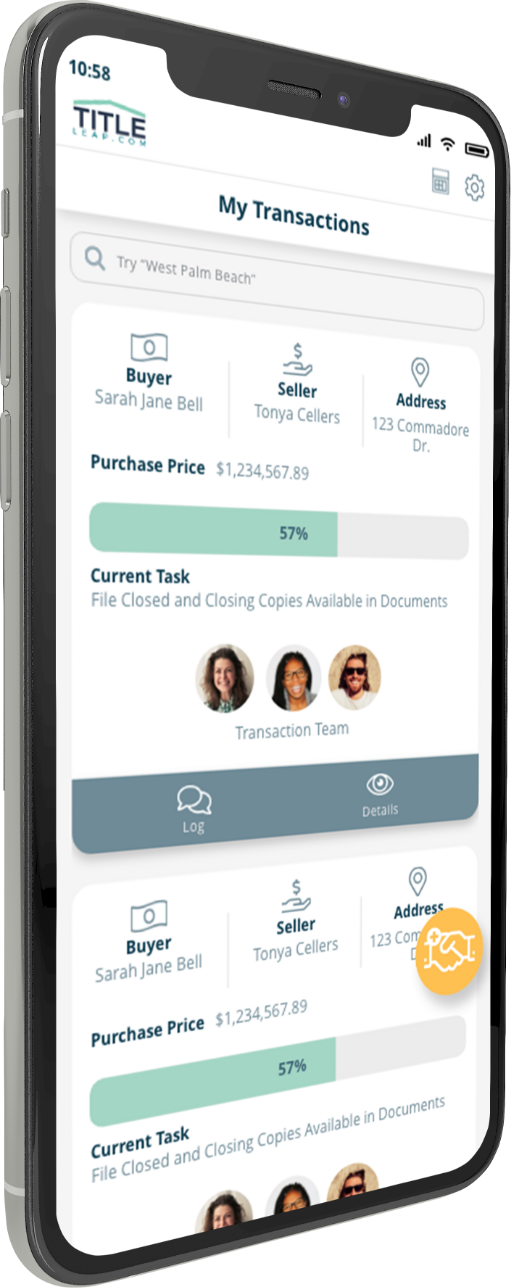 10:58
TITLE
LEAP.COM
My Transactions
Try "West Palm Beach"
Buyer
Sarah Jane Bell
Seller
Tonya Cellers
Address
123 Commadore
Dr.
Purchase Price $1,234,567.89
57%
Current Task
File Closed and Closing Copies Available in Documents
Transaction Team
Log
Details
Buyer
Sarah Jane Bell
Seller
Tonya Cellers
Address
123 Com
Purchase Price $1,234,567.89
57%
Current Task
File Closed and Closing Copies Available in Documents